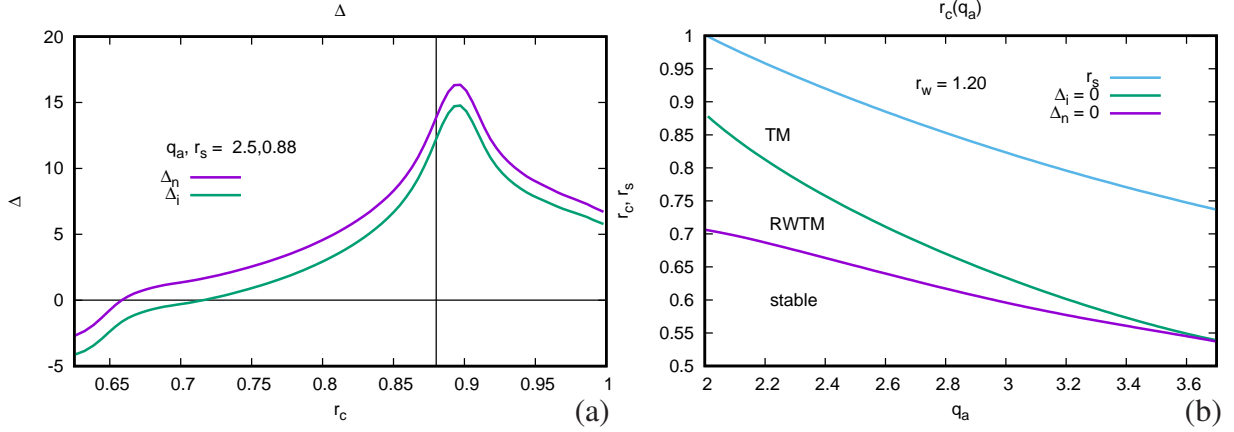 Δ
20
15
10
5
0
-5
Δ
q_a, r_s = 2.5,0.88
Δ_n
Δ_i
0.65 0.7 0.75 0.8 0.85 0.9 0.95 1
r_c
(a)
r_c(q_a)
1
0.95
0.9
0.85
0.8
0.75
0.7
0.65
0.6
0.55
0.5
r_c, r_s
r_w = 1.20
r_s
Δ_i = 0
Δ_n = 0
TM
RWTM
stable
2 2.2 2.4 2.6 2.8 3 3.2 3.4 3.6
q_a
(b)